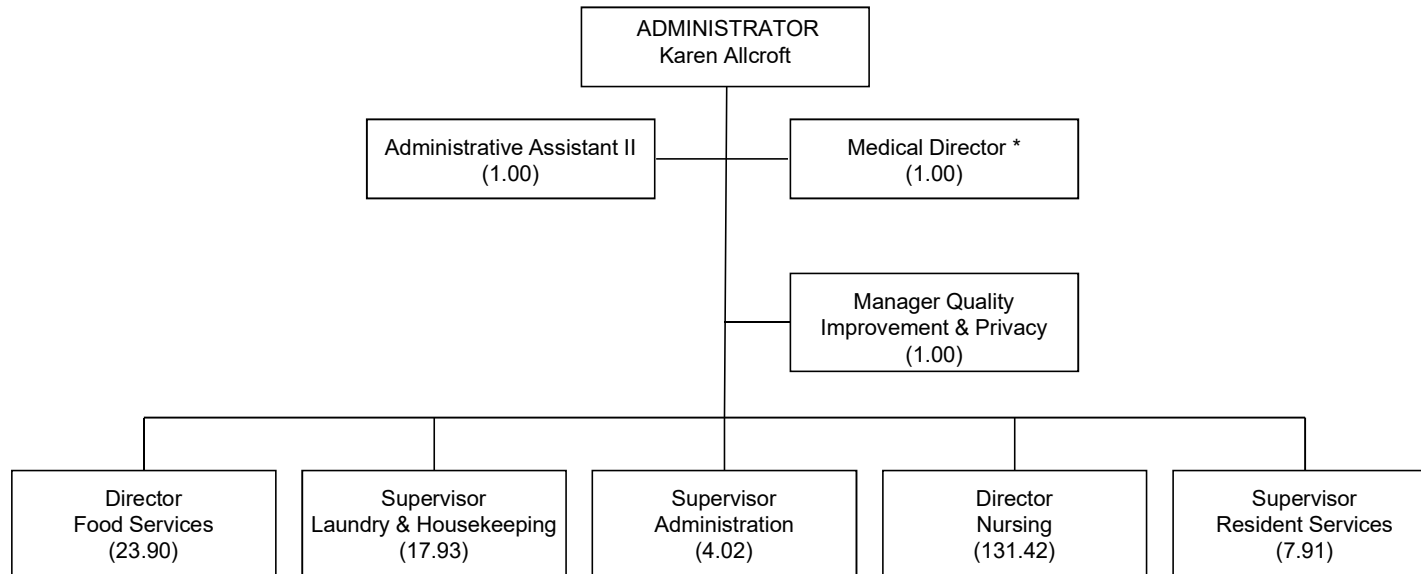 ADMINISTRATOR
Karen Allcroft
Administrative Assistant II
(1.00)
Medical Director *
(1.00)
Manager Quality
Improvement & Privacy
(1.00)
Director
Food Services
(23.90)
Supervisor
Laundry & Housekeeping
(17.93)
Supervisor
Administration
(4.02)
Director
Nursing
(131.42)
Supervisor
Resident Services
(7.91)